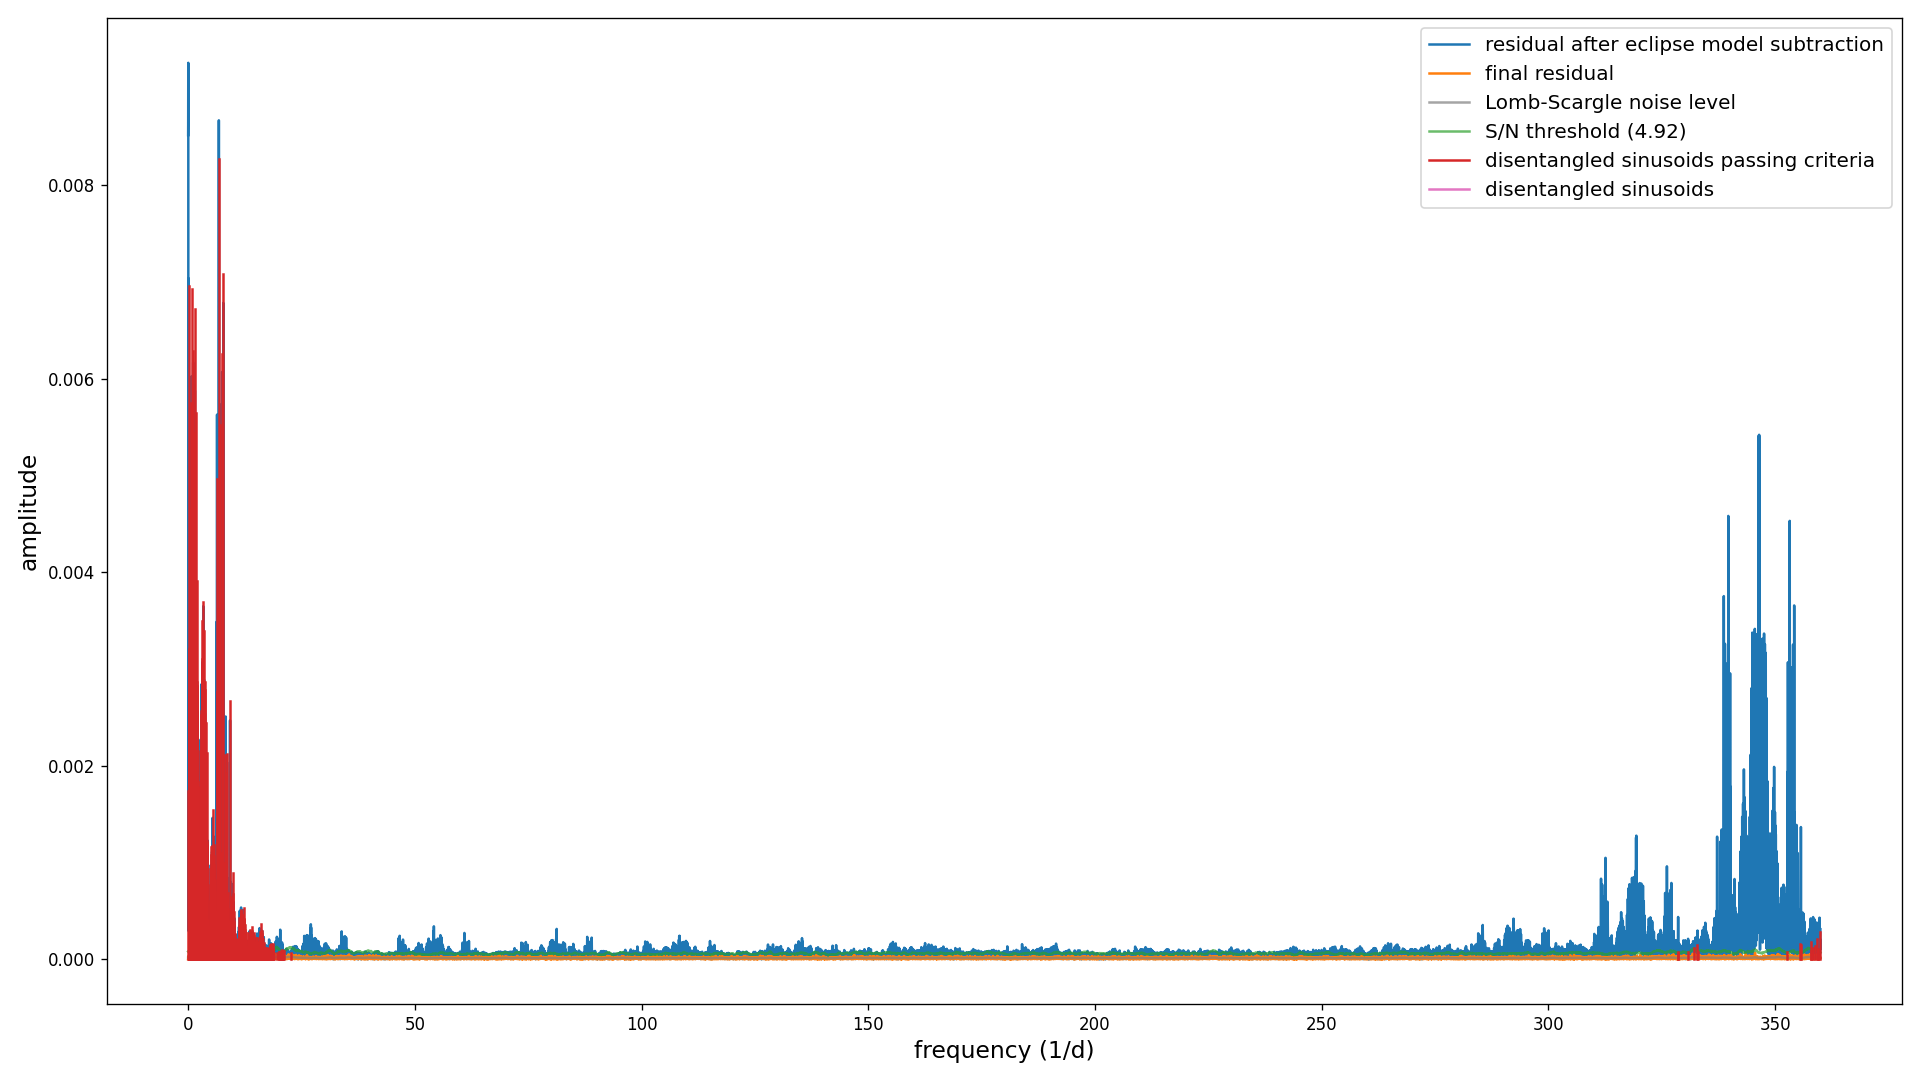 residual after eclipse model subtraction
final residual
Lomb-Scargle noise level
S/N threshold (4.92)
disentangled sinusoids passing criteria
disentangled sinusoids
amplitude
0.008
0.006
0.004
0.002
0.000
0 50 100 150 200 250 300 350
frequency (1/d)